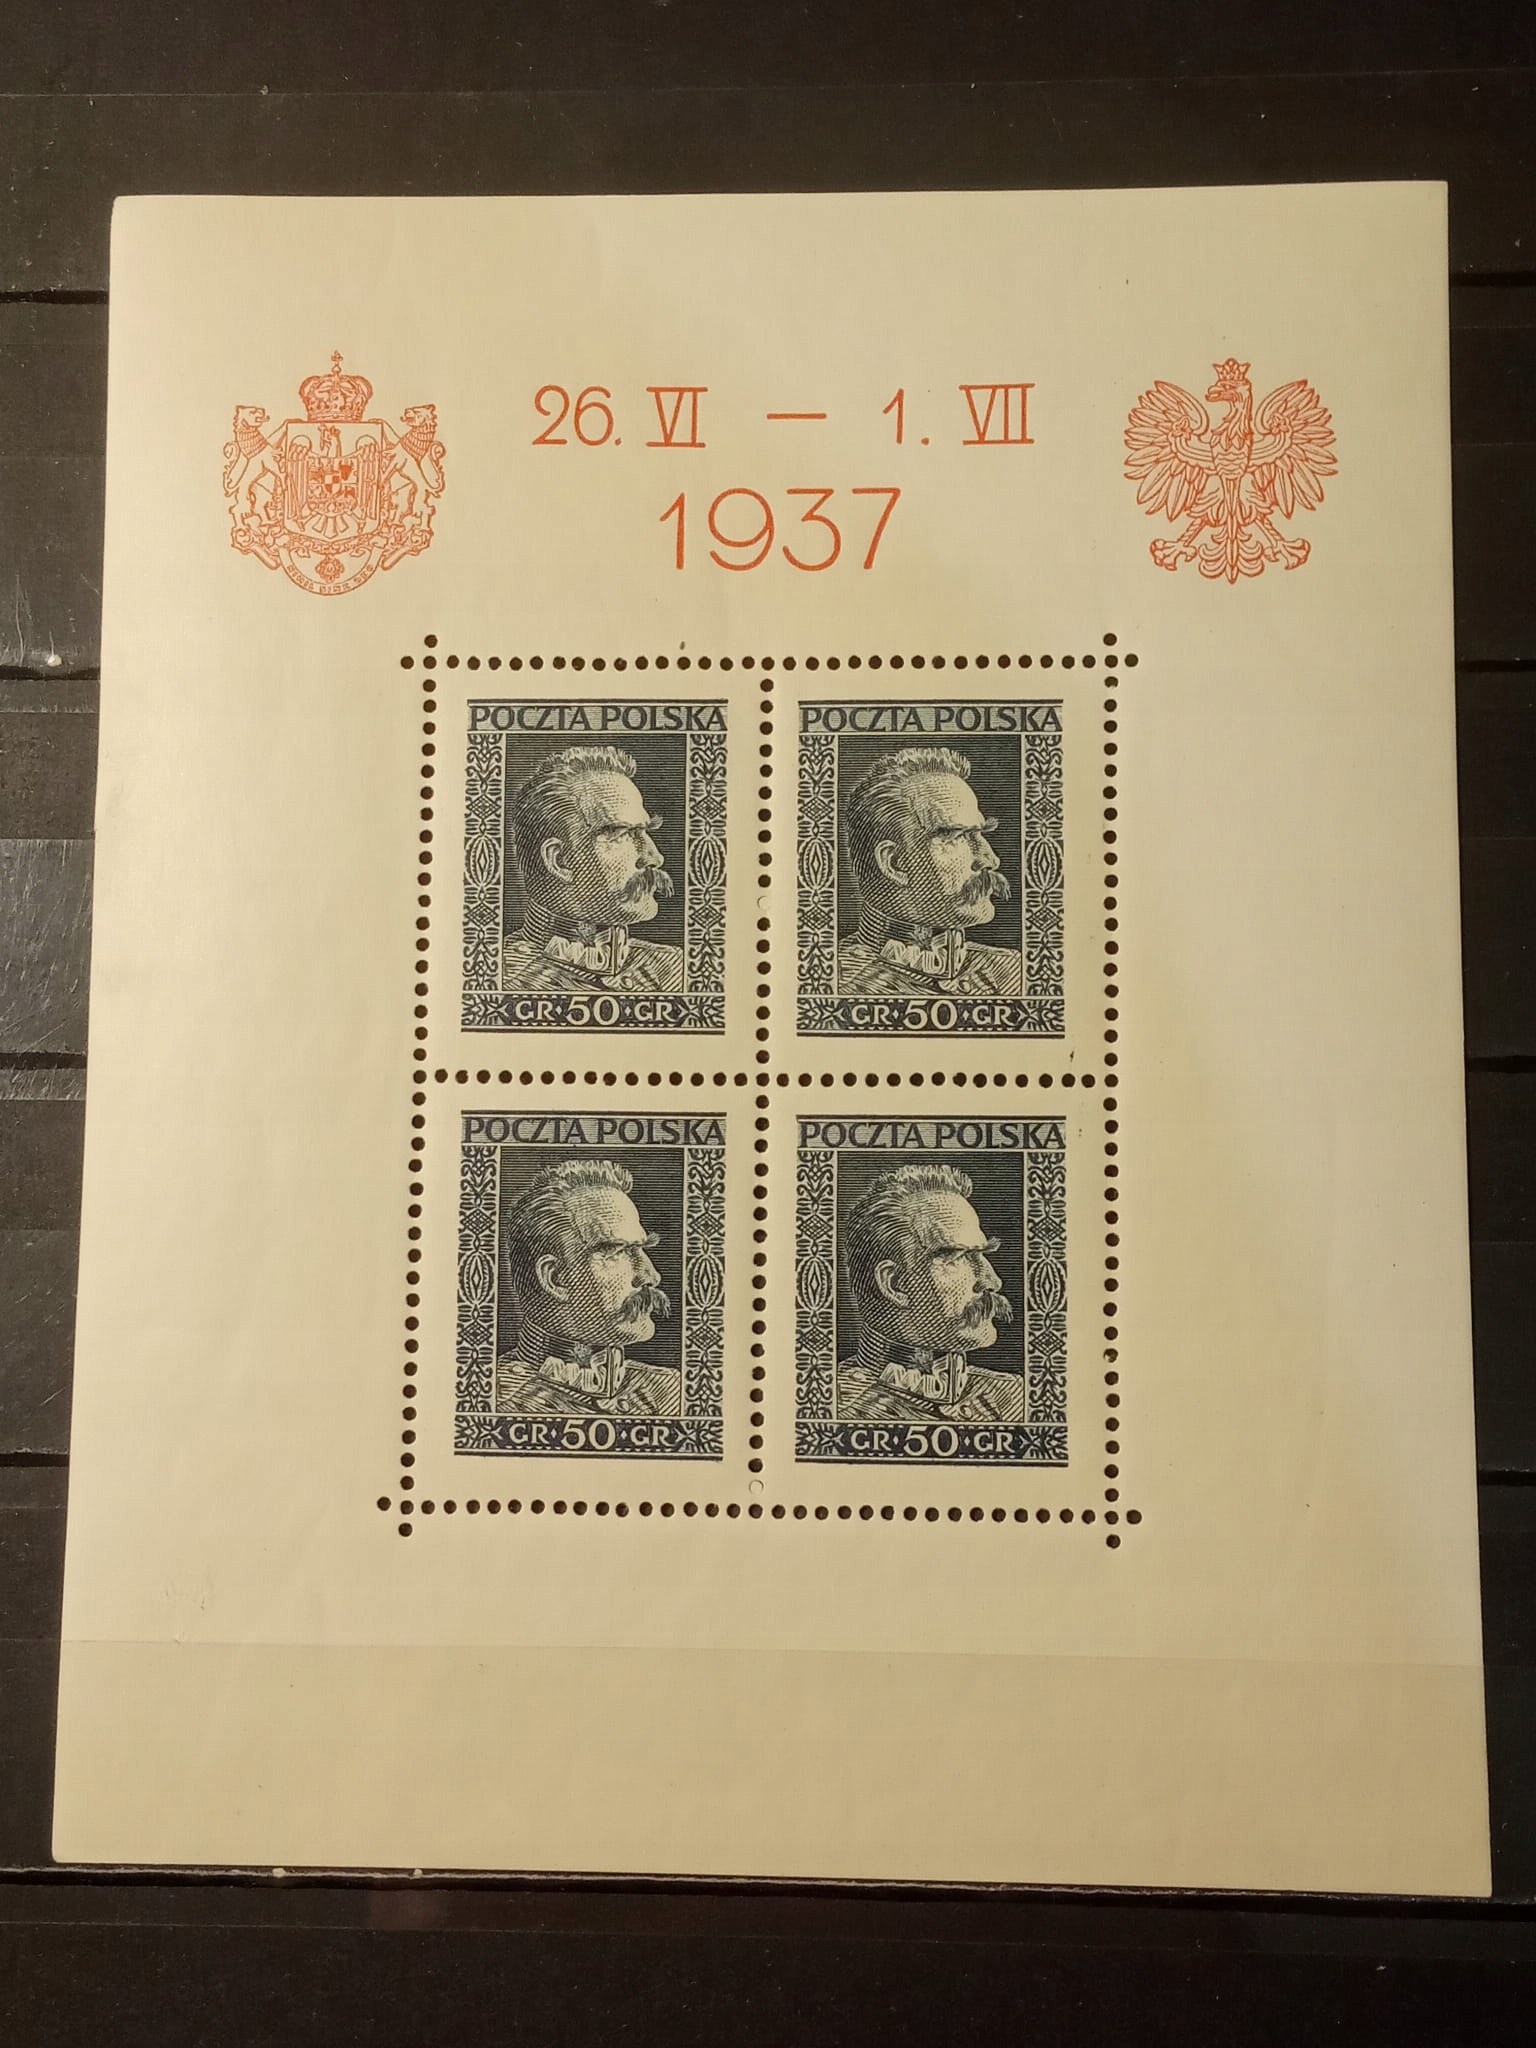 26. VI — 1. VII
1937
POCZTA POLSKA
GR·50·GR
POCZTA POLSKA
GR·50·GR
POCZTA POLSKA
GR·50·GR
POCZTA POLSKA
GR·50·GR